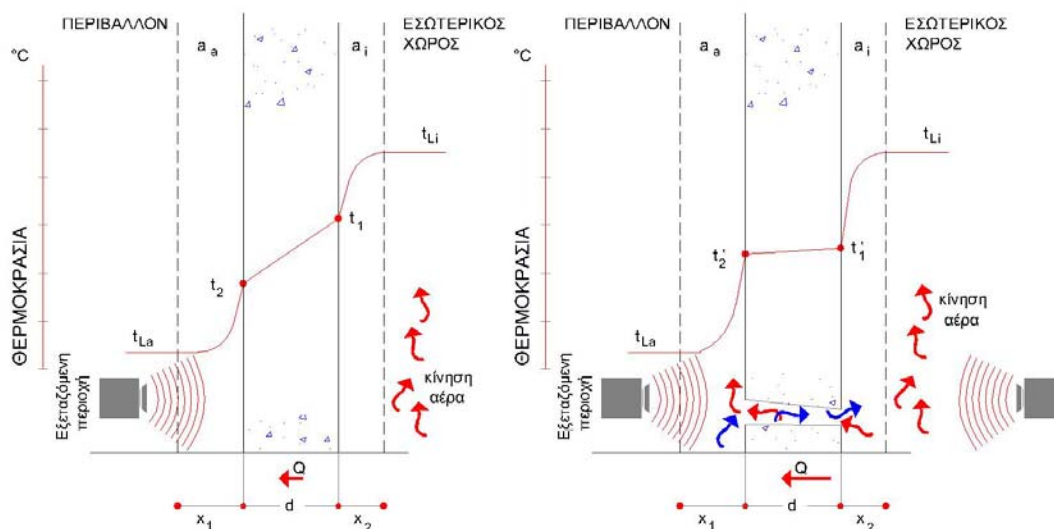 ΠΕΡΙΒΑΛΛΟΝ
ΕΣΩΤΕΡΙΚΟΣ
ΧΩΡΟΣ
°C
a a
a i
t Li
t 1
t 2
t La
ΘΕΡΜΟΚΡΑΣΙΑ
Εξεταζόμενη
περιοχή
κίνηση
αέρα
Q
x 1
d
x 2
ΠΕΡΙΒΑΛΛΟΝ
ΕΣΩΤΕΡΙΚΟΣ
ΧΩΡΟΣ
°C
a a
a i
t Li
t 2'
t 1'
t La
ΘΕΡΜΟΚΡΑΣΙΑ
Εξεταζόμενη
περιοχή
κίνηση
αέρα
Q
x 1
d
x 2